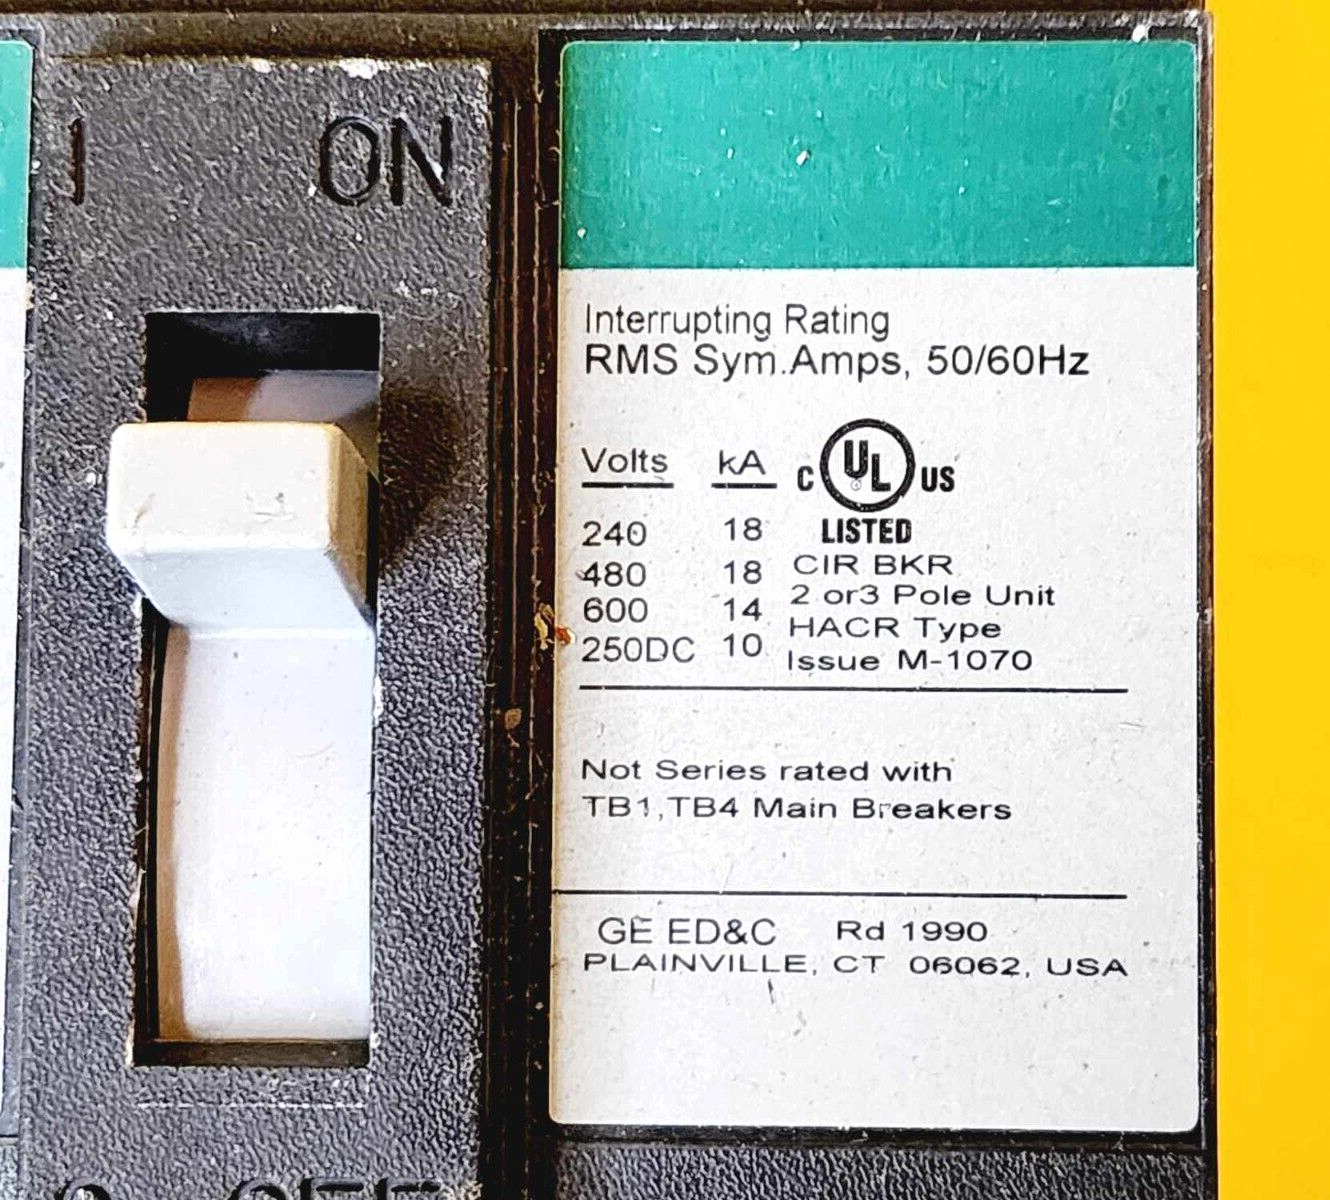 I ON
Interrupting Rating
RMS Sym.Amps, 50/60Hz
Volts kA
240 18
480 18
600 14
250DC 10
C UL US
LISTED
CIR BKR
2 or3 Pole Unit
HACR Type
Issue M-1070
Not Series rated with
TB1,TB4 Main Breakers
GE ED&C Rd 1990
PLAINVILLE, CT 06062, USA
OFF